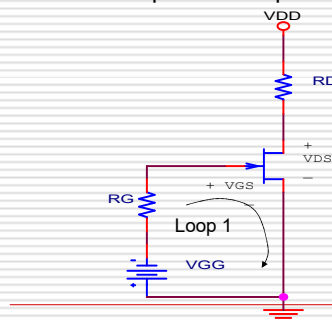 VDD
RD
+
VDS
–
+ VGS –
RG
Loop 1
-
VGG
+